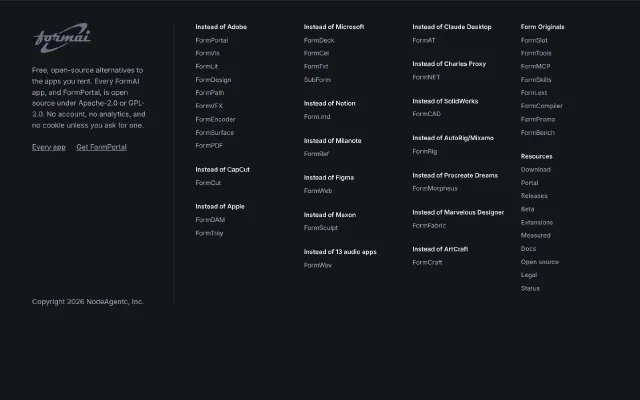 formai
Free, open-source alternatives to
the apps you rent. Every FormAI
app, and FormPortal, is open
source under Apache-2.0 or GPL-
3.0. No account, no analytics, and
no cookie unless you ask for one.
Every app
Get FormPortal
Copyright 2026 NodeAgentc, Inc.
Instead of Adobe
FormPortal
FormVis
FormLit
FormDesign
FormPath
FormVFX
FormEncoder
FormSurface
FormPDF
Instead of CapCut
FormCut
Instead of Apple
FormDAM
FormTray
Instead of Microsoft
FormDeck
FormCel
FormTxt
SubForm
Instead of Notion
Form.md
Instead of Milanote
FormRef
Instead of Figma
FormWeb
Instead of Maxon
FormSculpt
Instead of 13 audio apps
FormWav
Instead of Claude Desktop
FormAT
Instead of Charles Proxy
FormNET
Instead of SolidWorks
FormCAD
Instead of AutoRig/Mixamo
FormRig
Instead of Procreate Dreams
FormMorpheus
Instead of Marvelous Designer
FormFabric
Instead of ArtCraft
FormCraft
Form Originals
FormSlot
FormTools
FormMCP
FormSkills
Form.ext
FormCompiler
FormPromo
FormBench
Resources
Download
Portal
Releases
Beta
Extensions
Measured
Docs
Open source
Legal
Status